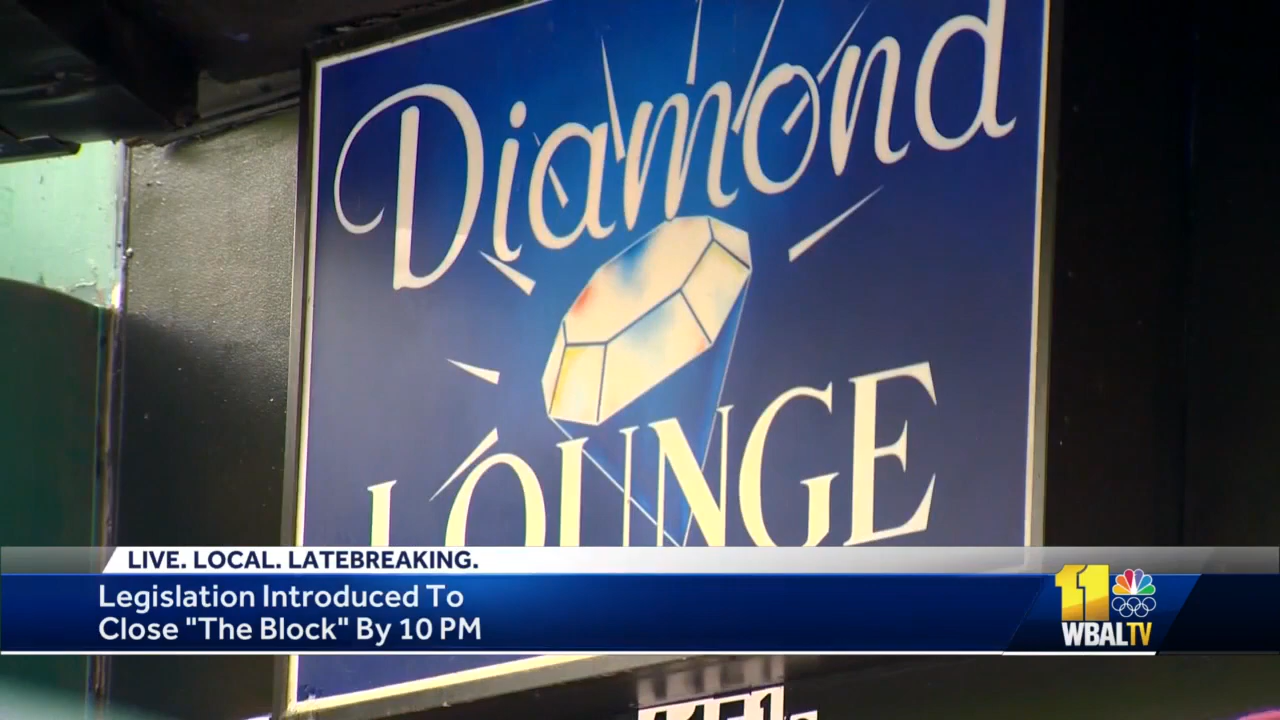 Diamond
LOUNGE
LIVE. LOCAL. LATEBREAKING.
Legislation Introduced To
Close "The Block" By 10 PM
11
WBALTV